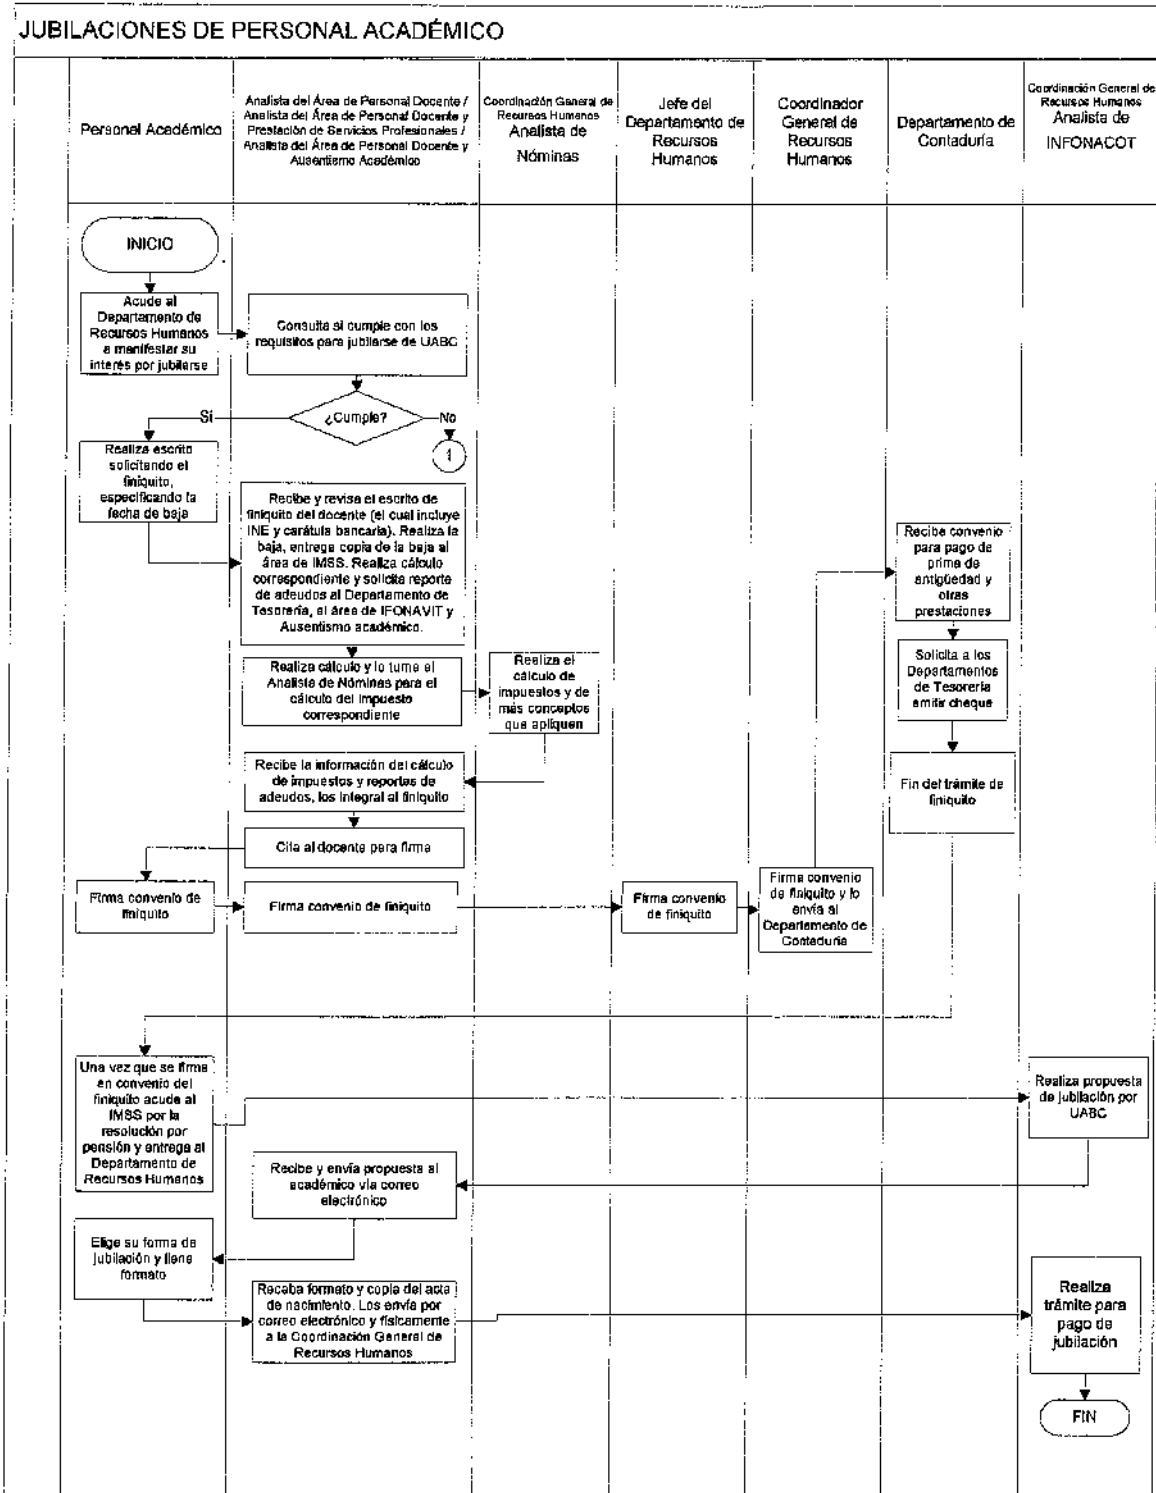 JUBILACIONES DE PERSONAL ACADÉMICO
Personal Académico
Analista del Área de Personal Docente /
Analista del Área de Personal Docente y
Prestación de Servicios Profesionales /
Analista del Área de Personal Docente y
Ausentismo Académico
Coordinación General de
Recursos Humanos
Analista de
Nóminas
Jefe del
Departamento de
Recursos
Humanos
Coordinador
General de
Recursos
Humanos
Departamento de
Contaduría
Coordinación General de
Recursos Humanos
Analista de
INFONACOT
INICIO
Acude al
Departamento de
Recursos Humanos
a manifestar su
interés por jubilarse
Consulta si cumple con los
requisitos para jubilarse de UABC
¿Cumple?
Sí
No
1
Realiza escrito
solicitando el
finiquito,
especificando la
fecha de baja
Recibe y revisa el escrito de
finiquito del docente (el cual incluye
INE y carátula bancaria). Realiza la
baja, entrega copia de la baja al
área de IMSS. Realiza cálculo
correspondiente y solicita reporte
de adeudos al Departamento de
Tesorería, al área de IFONAVIT y
Ausentismo académico.
Recibe convenio
para pago de
prima de
antigüedad y
otras
prestaciones
Realiza cálculo y lo turne al
Analista de Nóminas para el
cálculo del impuesto
correspondiente
Realiza el
cálculo de
impuestos y de
más conceptos
que apliquen
Solicita a los
Departamentos
de Tesorería
emitir cheque
Recibe la información del cálculo
de impuestos y reportes de
adeudos, los integral al finiquito
Fin del trámite de
finiquito
Cita al docente para firma
Firma convenio de
finiquito
Firma convenio de finiquito
Firma convenio
de finiquito
Firma convenio
de finiquito y lo
envía al
Departamento de
Contaduría
Una vez que se firma
en convenio del
finiquito acude al
IMSS por la
resolución por
pensión y entrega al
Departamento de
Recursos Humanos
Realiza propuesta
de jubilación por
UABC
Recibe y envía propuesta al
académico vía correo
electrónico
Elige su forma de
jubilación y llene
formato
Recaba formato y copia del acta
de nacimiento. Los envía por
correo electrónico y físicamente
a la Coordinación General de
Recursos Humanos
Realiza
trámite para
pago de
jubilación
FIN